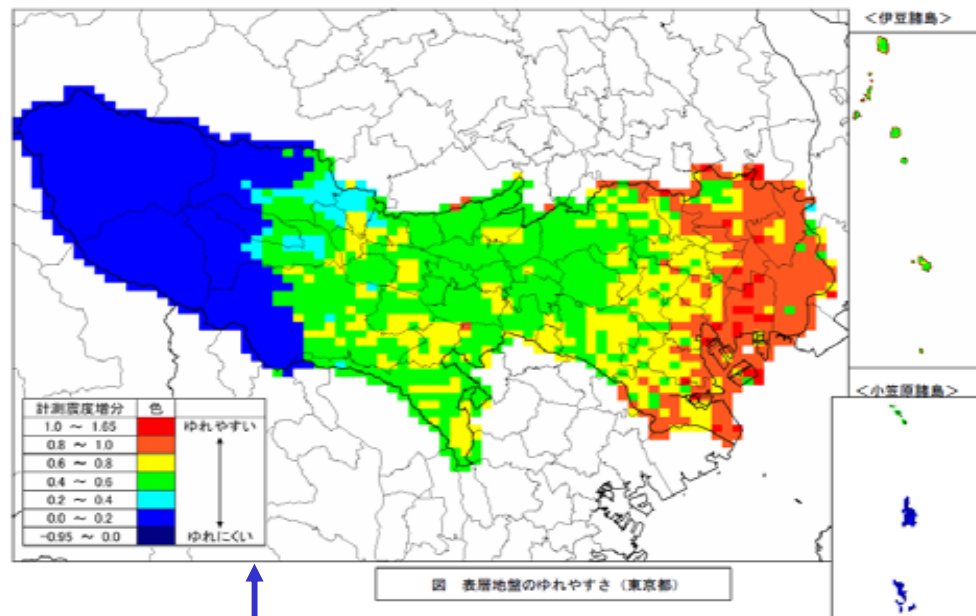 ＜伊豆諸島＞
＜小笠原諸島＞
計測震度増分 色
1.0 ～ 1.65 ゆれやすい
0.8 ～ 1.0
0.6 ～ 0.8
0.4 ～ 0.6
0.2 ～ 0.4
0.0 ～ 0.2
-0.95 ～ 0.0 ゆれにくい
図 表層地盤のゆれやすさ（東京都）